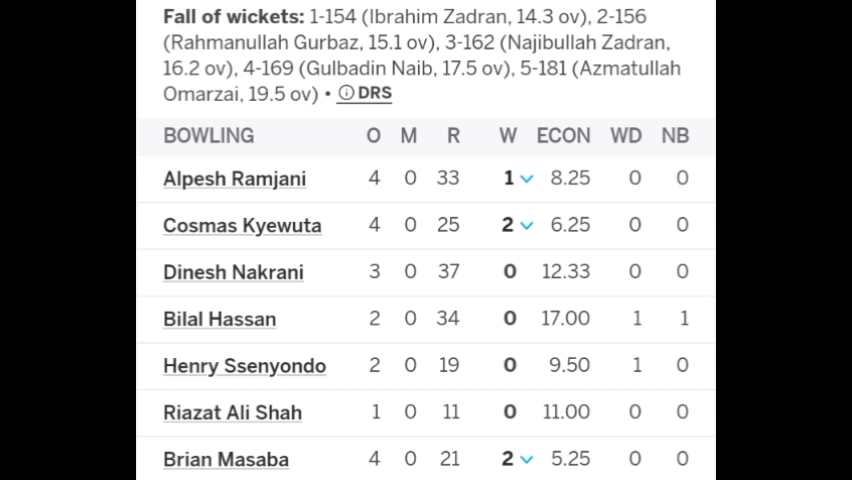 Fall of wickets: 1-154 (Ibrahim Zadran, 14.3 ov), 2-156
(Rahmanullah Gurbaz, 15.1 ov), 3-162 (Najibullah Zadran,
16.2 ov), 4-169 (Gulbadin Naib, 17.5 ov), 5-181 (Azmatullah
Omarzai, 19.5 ov) • DRS
BOWLING O M R W ECON WD NB
Alpesh Ramjani 4 0 33 1 8.25 0 0
Cosmas Kyewuta 4 0 25 2 6.25 0 0
Dinesh Nakrani 3 0 37 0 12.33 0 0
Bilal Hassan 2 0 34 0 17.00 1 1
Henry Ssenyondo 2 0 19 0 9.50 1 0
Riazat Ali Shah 1 0 11 0 11.00 0 0
Brian Masaba 4 0 21 2 5.25 0 0